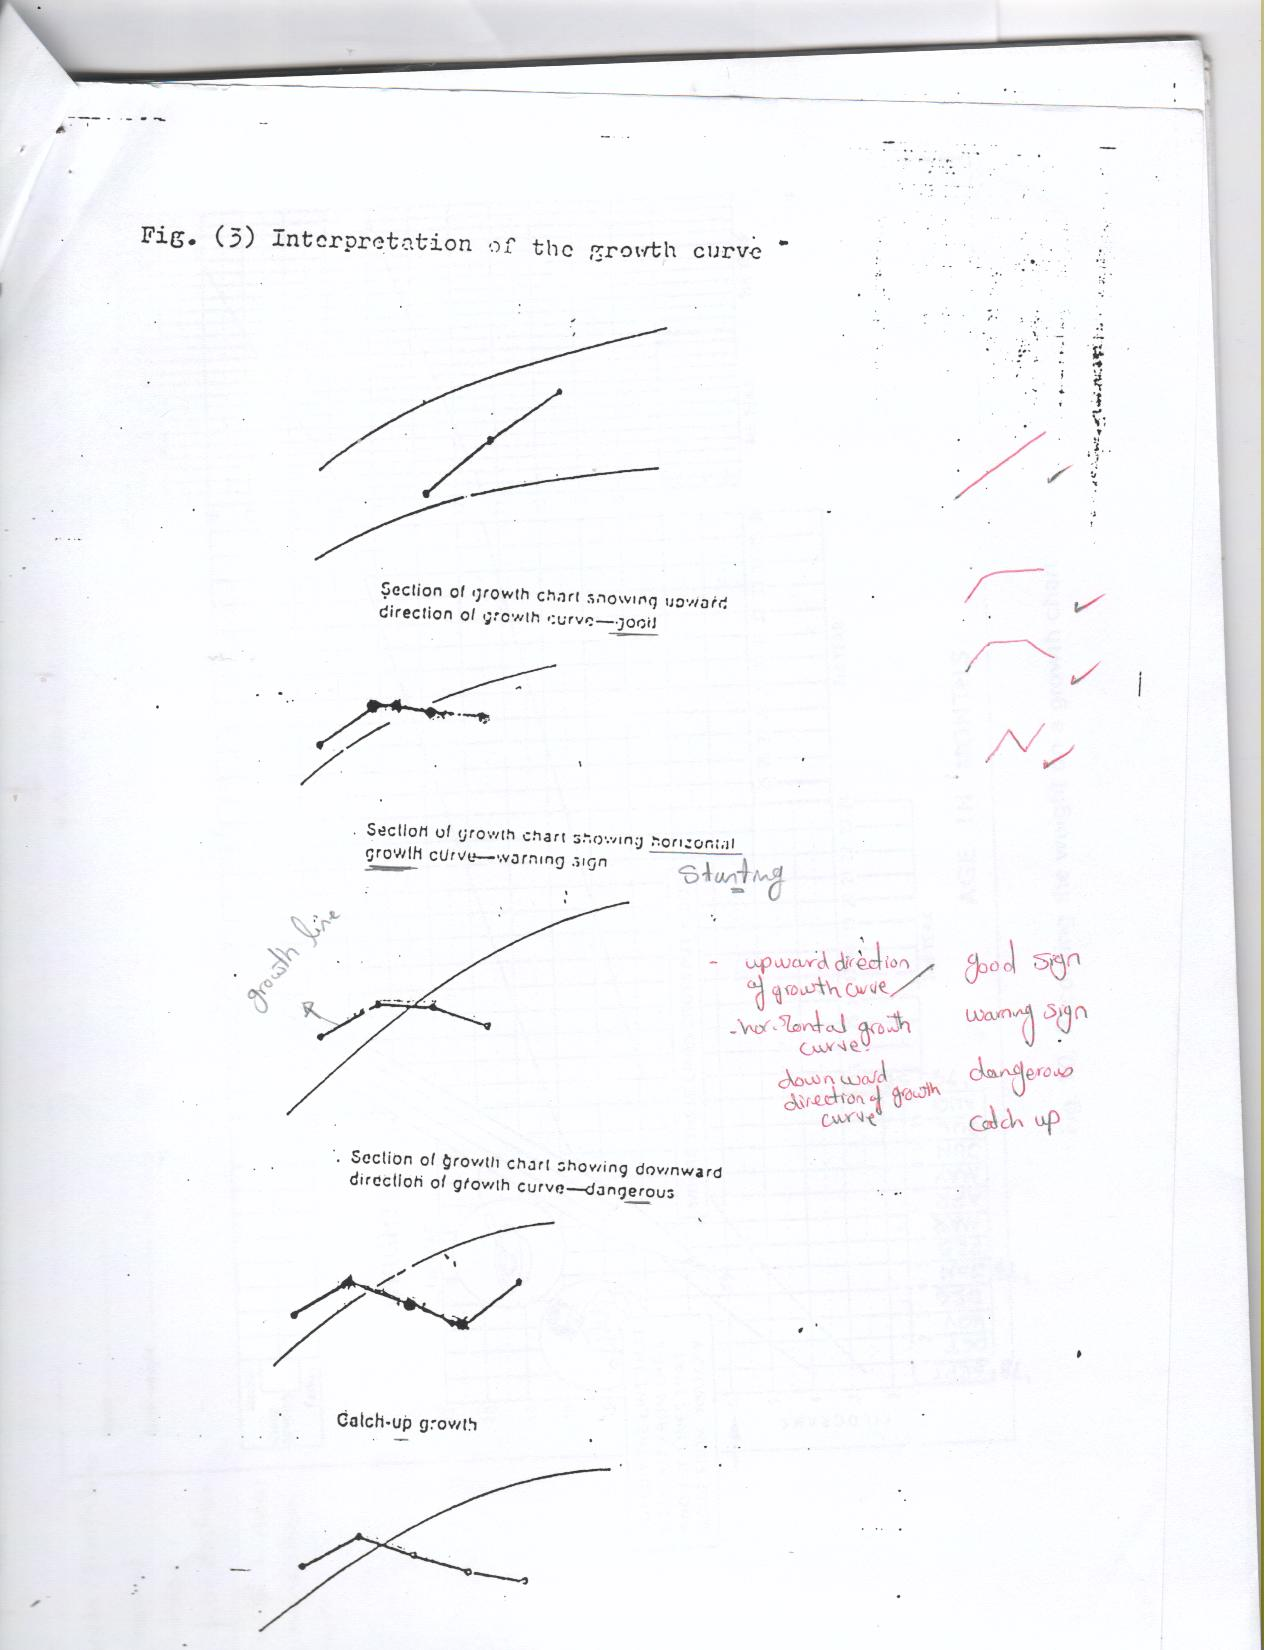 Fig. (3) Interpretation of the growth curve
Section of growth chart showing upward
direction of growth curve—good
Section of growth chart showing horizontal
growth curve—warning sign
Stunting
growth line
- upward direction
of growth curve
good sign
- horizontal growth
curve
warning sign
down ward
direction of growth
curve
dangerous
catch up
Section of growth chart showing downward
direction of growth curve—dangerous
Catch-up growth